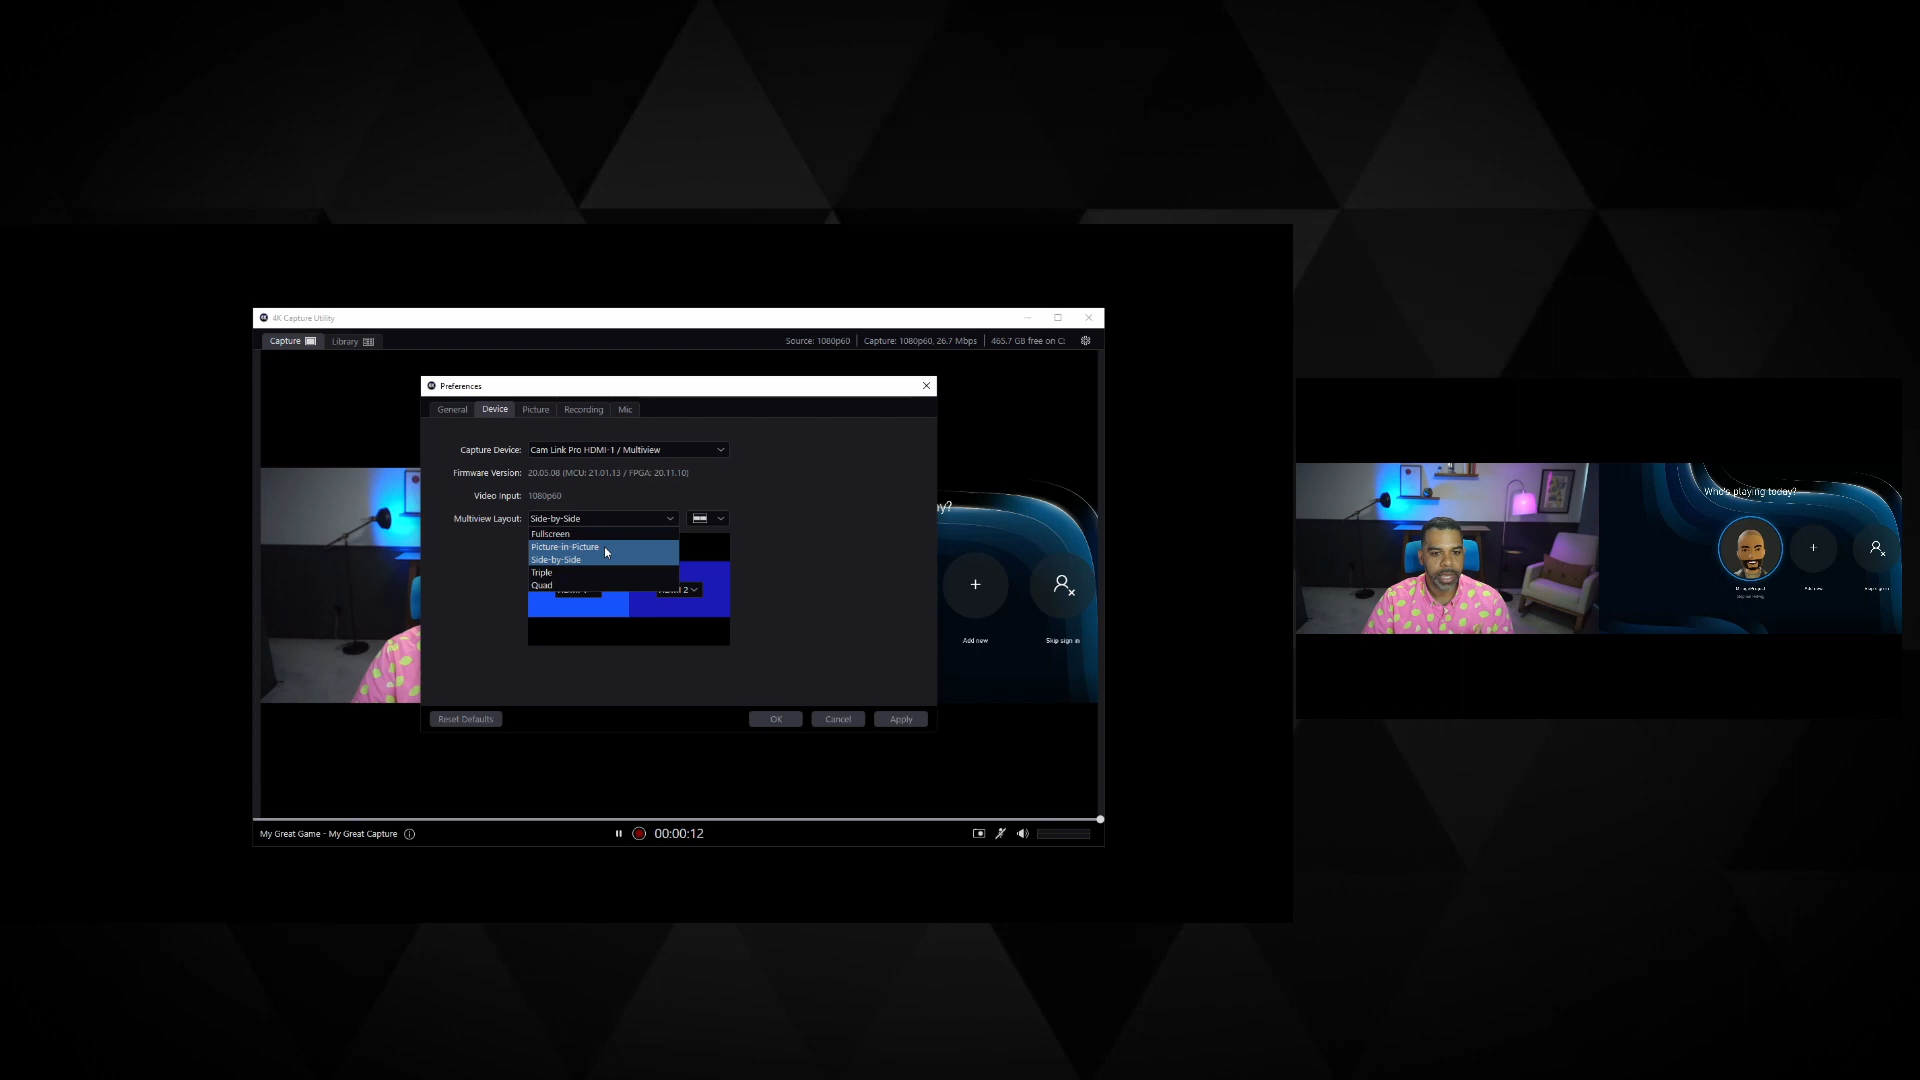 4K Capture Utility
Capture
Library
Source: 1080p60
Capture: 1080p60, 26.7 Mbps
465.7 GB free on C:
Preferences
General
Device
Picture
Recording
Mic
Capture Device: Cam Link Pro HDMI-1 / Multiview
Firmware Version: 20.05.08 (MCU: 21.01.13 / FPGA: 20.11.10)
Video Input: 1080p60
Multiview Layout: Side-by-Side
Fullscreen
Picture-in-Picture
Side-by-Side
Triple
Quad
Reset Defaults
OK
Cancel
Apply
y?
Add new
Skip sign in
My Great Game - My Great Capture
00:00:12
Who's playing today?
Add new